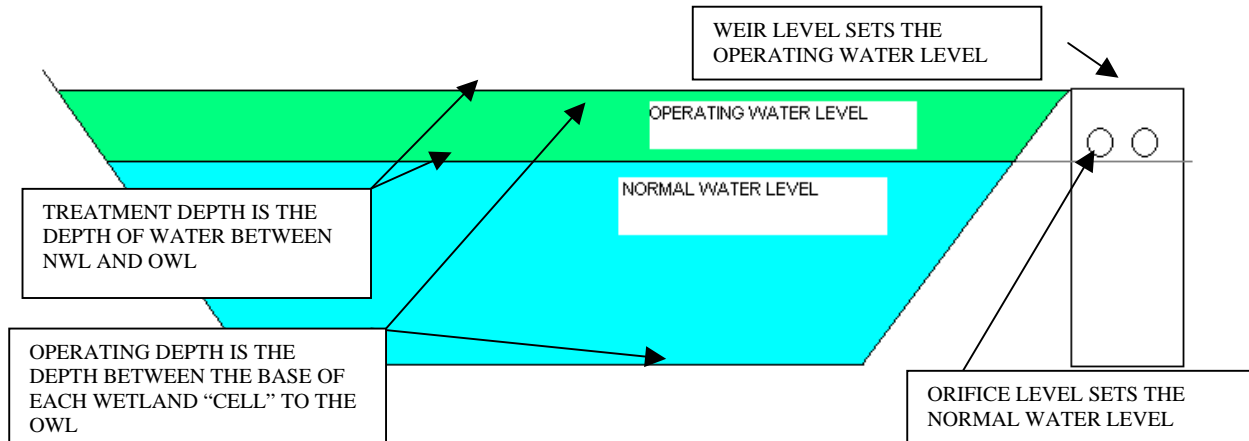 WEIR LEVEL SETS THE
OPERATING WATER LEVEL
OPERATING WATER LEVEL
NORMAL WATER LEVEL
TREATMENT DEPTH IS THE
DEPTH OF WATER BETWEEN
NWL AND OWL
OPERATING DEPTH IS THE
DEPTH BETWEEN THE BASE OF
EACH WETLAND “CELL” TO THE
OWL
ORIFICE LEVEL SETS THE
NORMAL WATER LEVEL